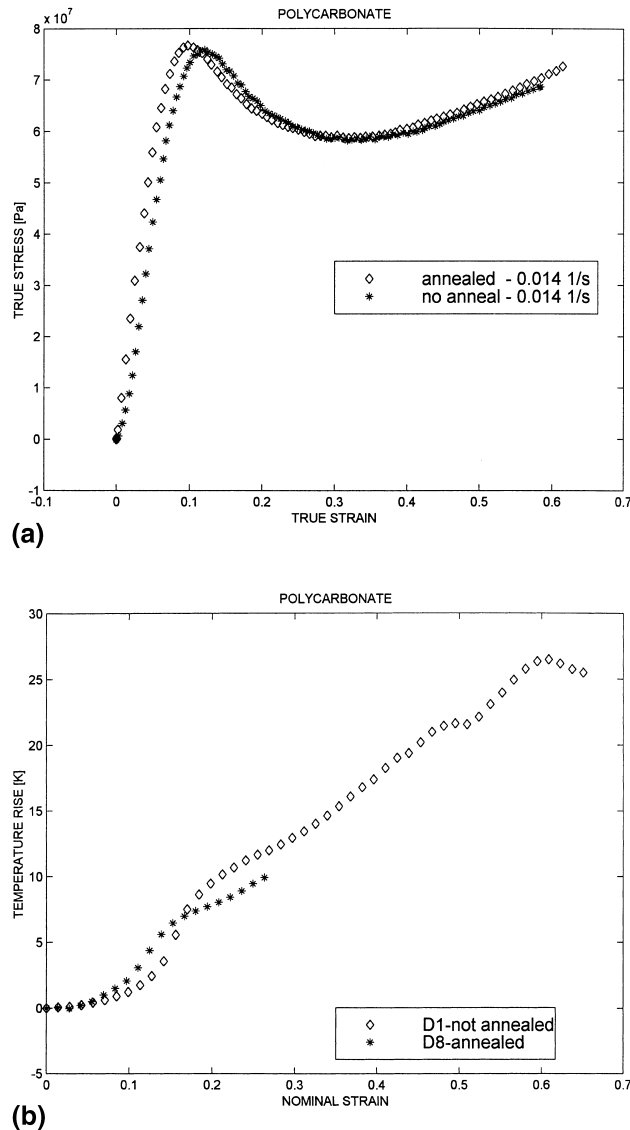 POLYCARBONATE
x 10^7
8
7
6
5
4
3
2
1
0
-1
TRUE STRESS [Pa]
annealed - 0.014 1/s
no anneal - 0.014 1/s
-0.1 0 0.1 0.2 0.3 0.4 0.5 0.6 0.7
TRUE STRAIN
(a)
POLYCARBONATE
30
25
20
15
10
5
0
-5
TEMPERATURE RISE [K]
D1-not annealed
D8-annealed
0 0.1 0.2 0.3 0.4 0.5 0.6 0.7
NOMINAL STRAIN
(b)